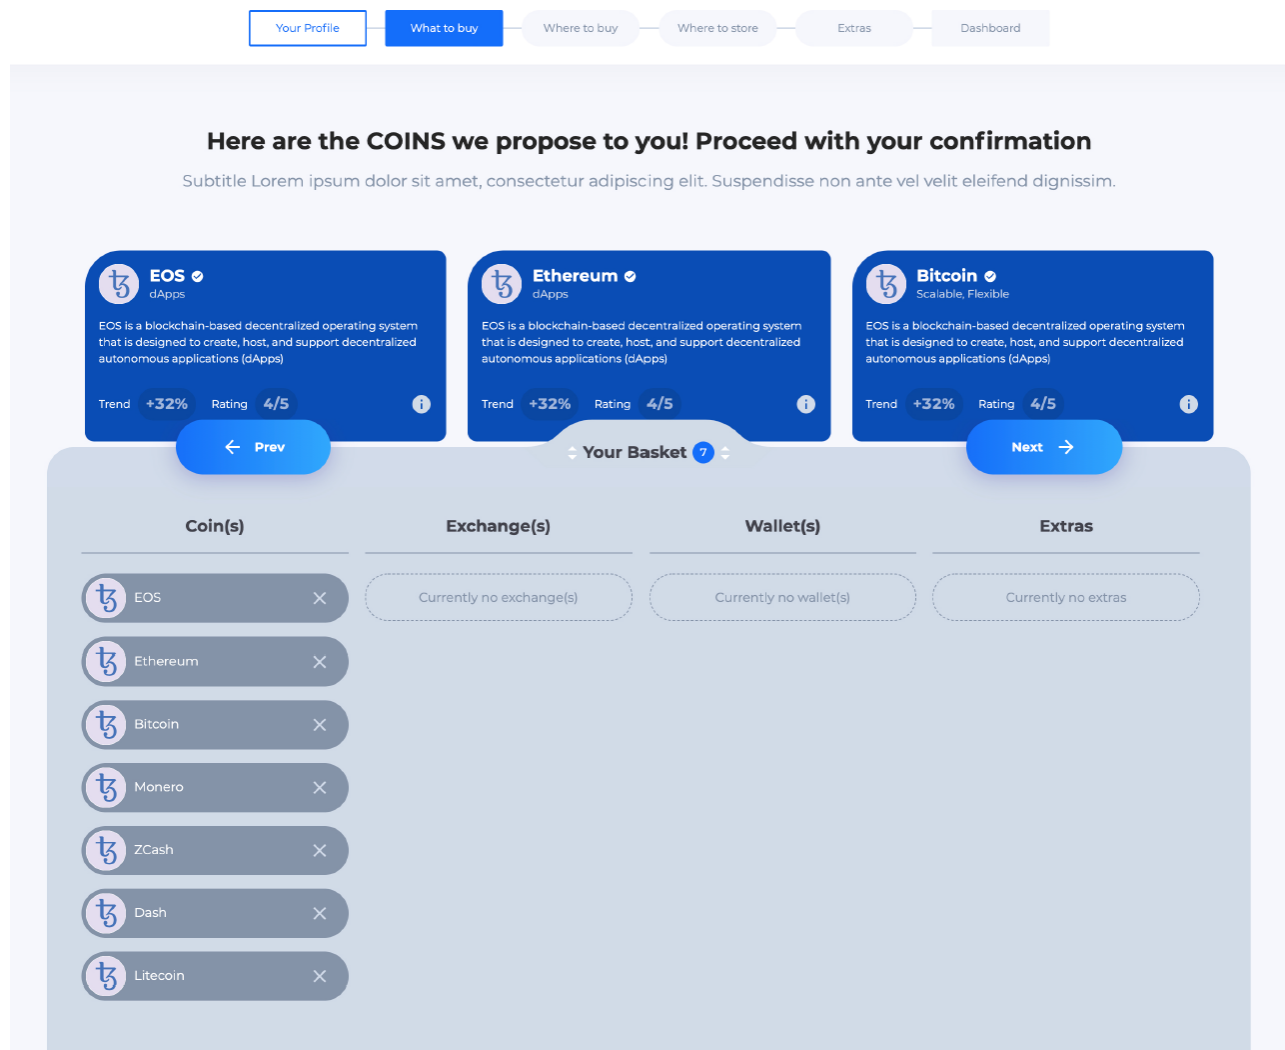 Your Profile
What to buy
Where to buy
Where to store
Extras
Dashboard
Here are the COINS we propose to you! Proceed with your confirmation
Subtitle Lorem ipsum dolor sit amet, consectetur adipiscing elit. Suspendisse non ante vel velit eleifend dignissim.
EOS
dApps
EOS is a blockchain-based decentralized operating system
that is designed to create, host, and support decentralized
autonomous applications (dApps)
Trend +32% Rating 4/5
Ethereum
dApps
EOS is a blockchain-based decentralized operating system
that is designed to create, host, and support decentralized
autonomous applications (dApps)
Trend +32% Rating 4/5
Bitcoin
Scalable, Flexible
EOS is a blockchain-based decentralized operating system
that is designed to create, host, and support decentralized
autonomous applications (dApps)
Trend +32% Rating 4/5
Prev
Your Basket 7
Next
Coin(s)
EOS
Ethereum
Bitcoin
Monero
ZCash
Dash
Litecoin
Exchange(s)
Currently no exchange(s)
Wallet(s)
Currently no wallet(s)
Extras
Currently no extras